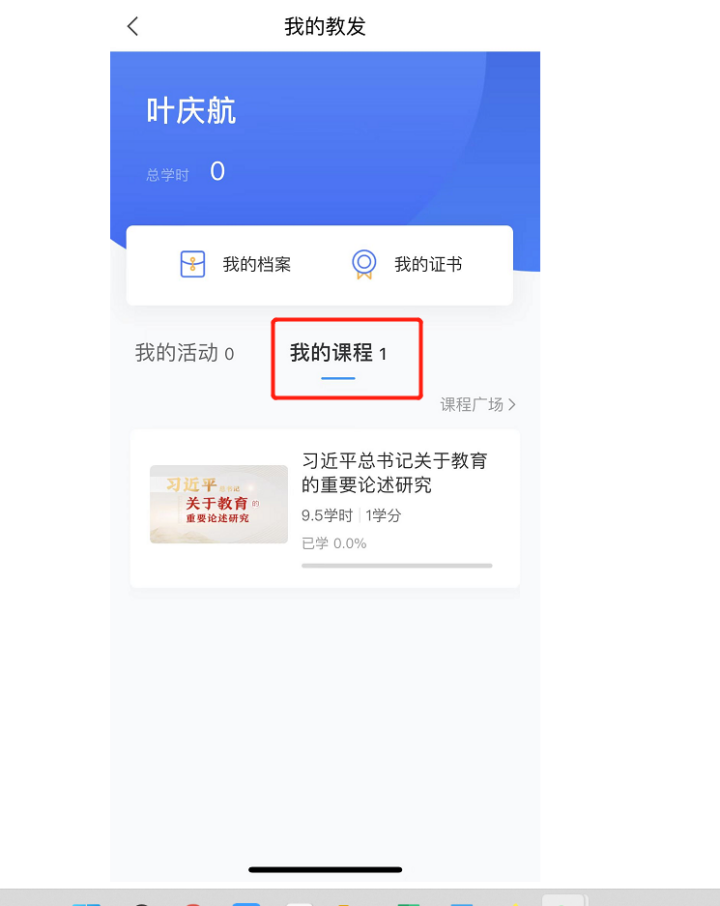 我的教发
叶庆航
总学时 0
我的档案 我的证书
我的活动 0 我的课程 1
课程广场
习近平
关于教育的
重要论述研究
习近平总书记关于教育
的重要论述研究
9.5学时 1学分
已学 0.0%